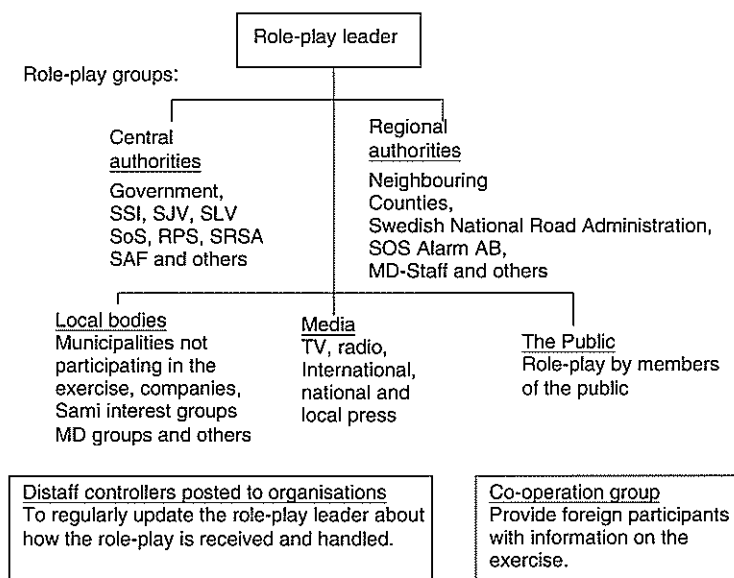 Role-play leader
Role-play groups:
Central
authorities
Government,
SSI, SJV, SLV
SoS, RPS, SRSA
SAF and others
Regional
authorities
Neighbouring
Counties,
Swedish National Road Administration,
SOS Alarm AB,
MD-Staff and others
Local bodies
Municipalities not
participating in the
exercise, companies,
Sami interest groups
MD groups and others
Media
TV, radio,
International,
national and
local press
The Public
Role-play by members
of the public
Distaff controllers posted to organisations
To regularly update the role-play leader about
how the role-play is received and handled.
Co-operation group
Provide foreign participants
with information on the
exercise.